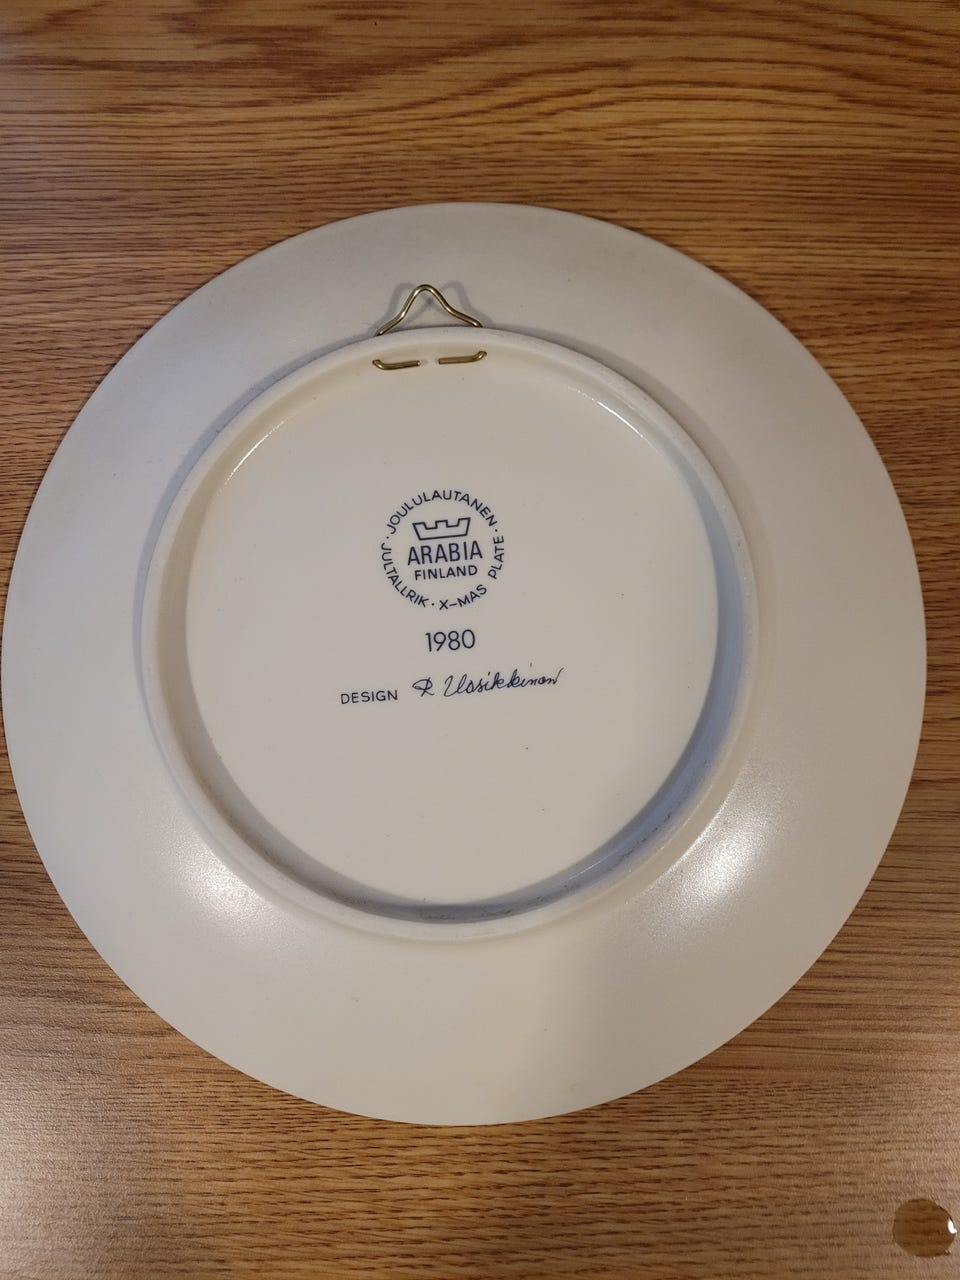 · JOULULAUTANEN ·
X-MAS PLATE
· JULTALLRIK ·
ARABIA
FINLAND
1980
DESIGN R. Uosikkinen